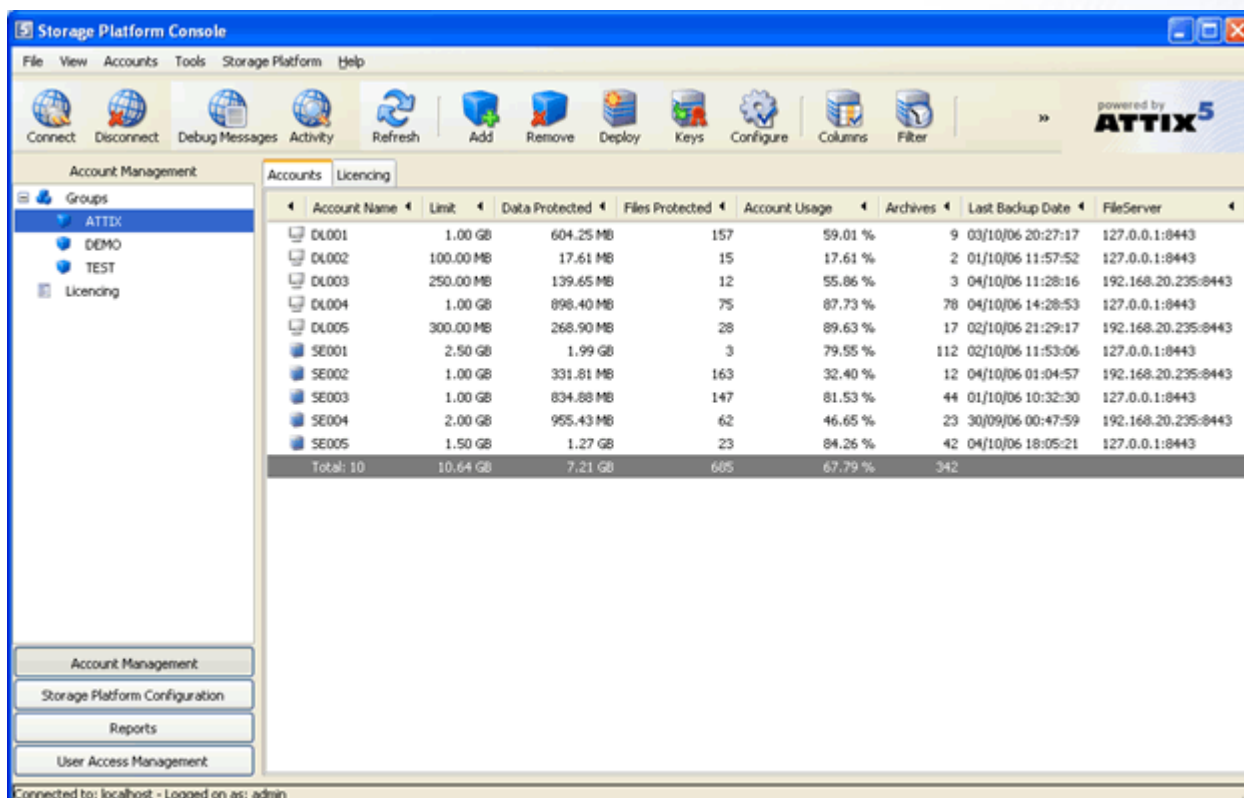 Storage Platform Console
File View Accounts Tools Storage Platform Help
Connect Disconnect Debug Messages Activity Refresh Add Remove Deploy Keys Configure Columns Filter »
powered by
ATTIX5
Account Management
Groups
ATTIX
DEMO
TEST
Licencing
Accounts Licencing
Account Name Limit Data Protected Files Protected Account Usage Archives Last Backup Date FileServer
DL001 1.00 GB 604.25 MB 157 59.01 % 9 03/10/06 20:27:17 127.0.0.1:8443
DL002 100.00 MB 17.61 MB 15 17.61 % 2 01/10/06 11:57:52 127.0.0.1:8443
DL003 250.00 MB 139.65 MB 12 55.86 % 3 04/10/06 11:28:16 192.168.20.235:8443
DL004 1.00 GB 898.40 MB 75 87.73 % 78 04/10/06 14:28:53 127.0.0.1:8443
DL005 300.00 MB 268.90 MB 28 89.63 % 17 02/10/06 21:29:17 192.168.20.235:8443
SE001 2.50 GB 1.99 GB 3 79.55 % 112 02/10/06 11:53:06 127.0.0.1:8443
SE002 1.00 GB 331.81 MB 163 32.40 % 12 04/10/06 01:04:57 192.168.20.235:8443
SE003 1.00 GB 834.88 MB 147 81.53 % 44 01/10/06 10:32:30 127.0.0.1:8443
SE004 2.00 GB 955.43 MB 62 46.65 % 23 30/09/06 00:47:59 192.168.20.235:8443
SE005 1.50 GB 1.27 GB 23 84.26 % 42 04/10/06 18:05:21 127.0.0.1:8443
Total: 10 10.64 GB 7.21 GB 685 67.79 % 342
Account Management
Storage Platform Configuration
Reports
User Access Management
Connected to: localhost - Logged on as: admin